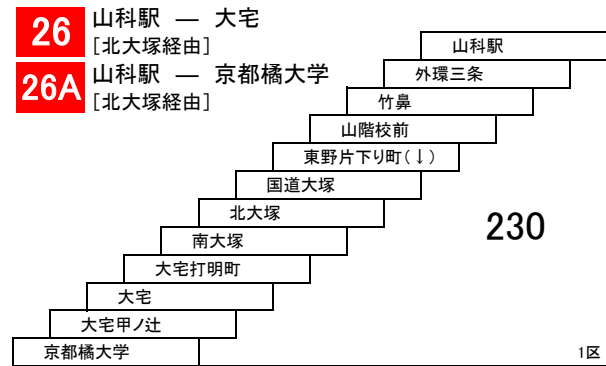 26
山科駅 ― 大宅
[北大塚経由]
26A
山科駅 ― 京都橘大学
[北大塚経由]
山科駅
外環三条
竹鼻
山階校前
東野片下り町(↓)
国道大塚
北大塚
南大塚
大宅打明町
大宅
大宅甲ノ辻
京都橘大学
230
1区